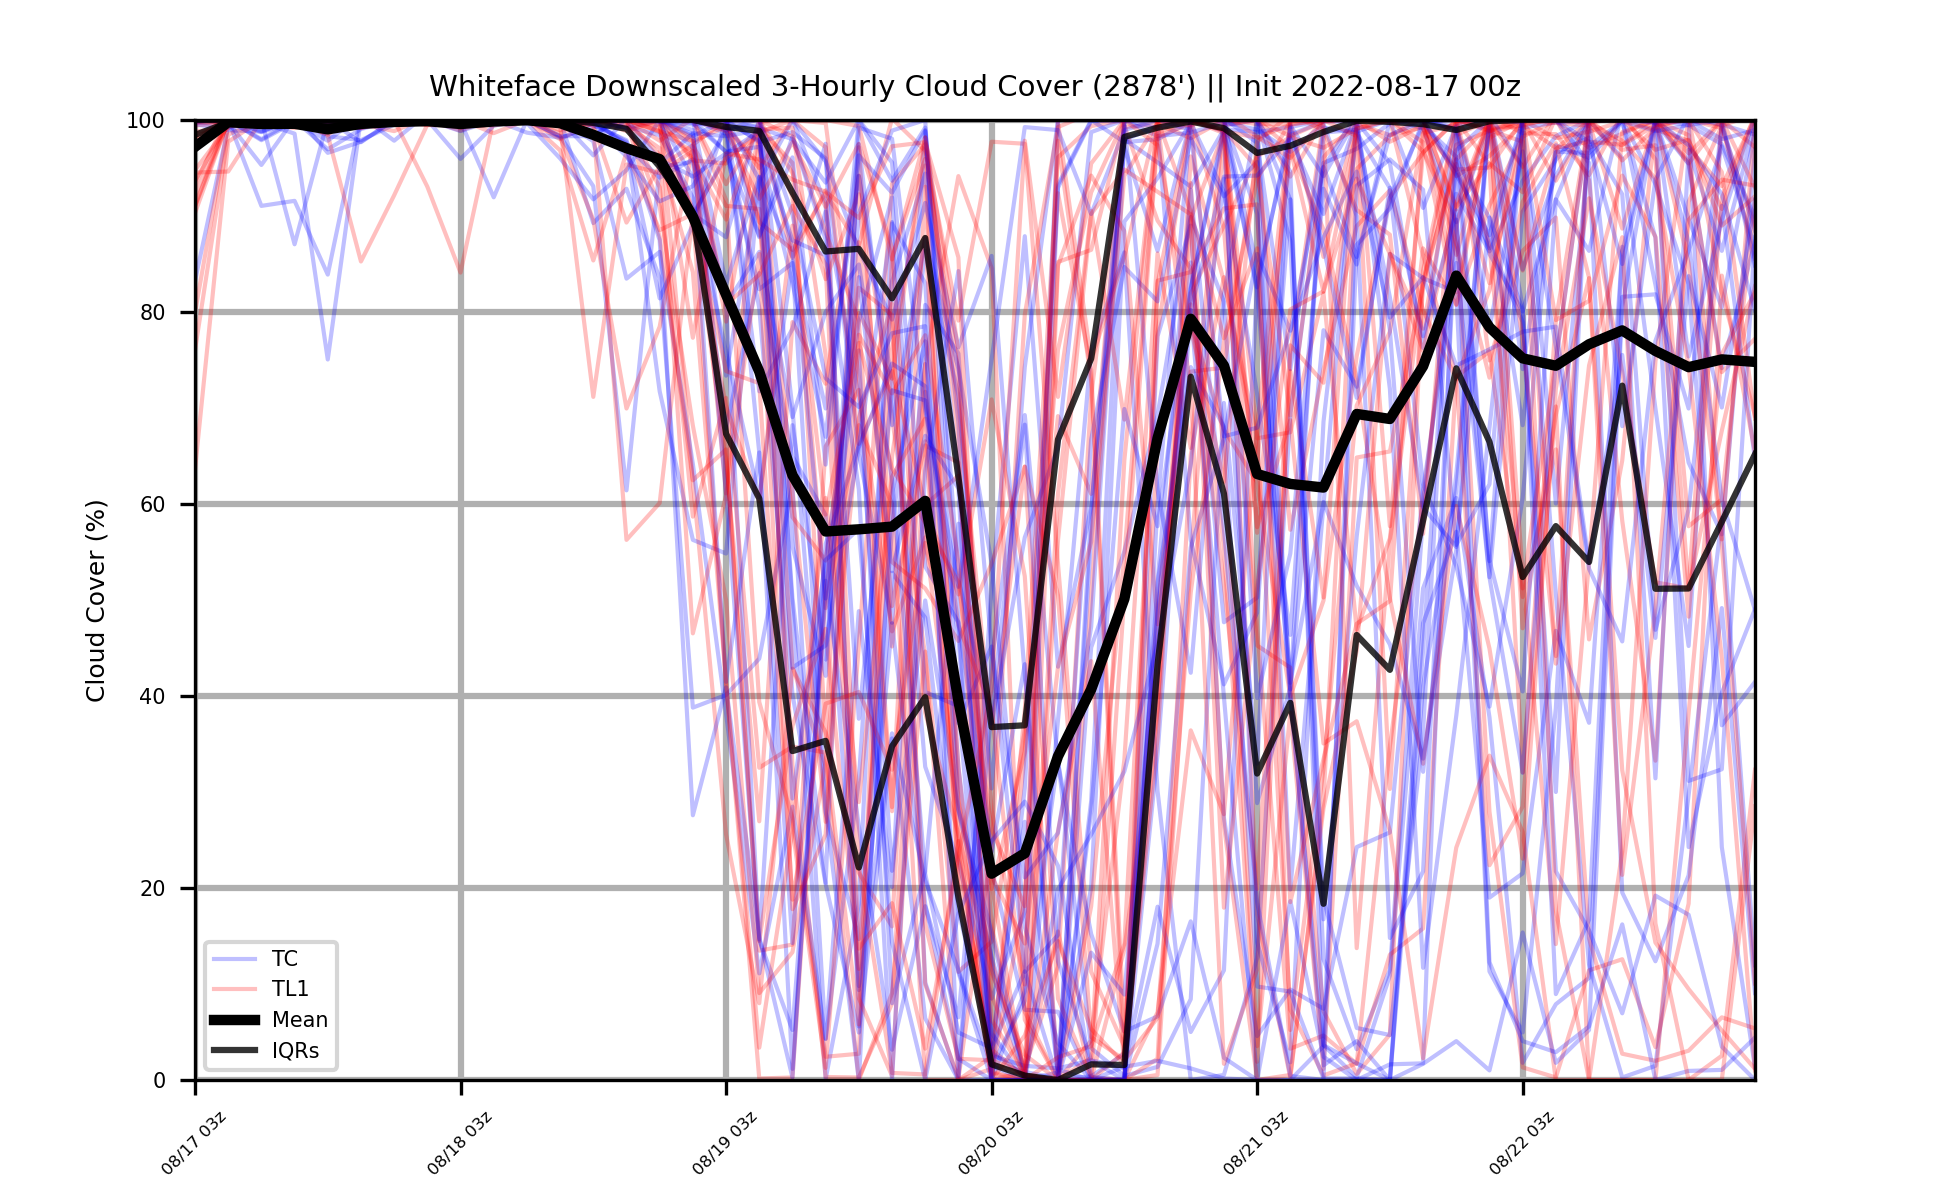 Whiteface Downscaled 3-Hourly Cloud Cover (2878') || Init 2022-08-17 00z
Cloud Cover (%)
100
80
60
40
20
0
TC
TL1
Mean
IQRs
08/17 03z
08/18 03z
08/19 03z
08/20 03z
08/21 03z
08/22 03z